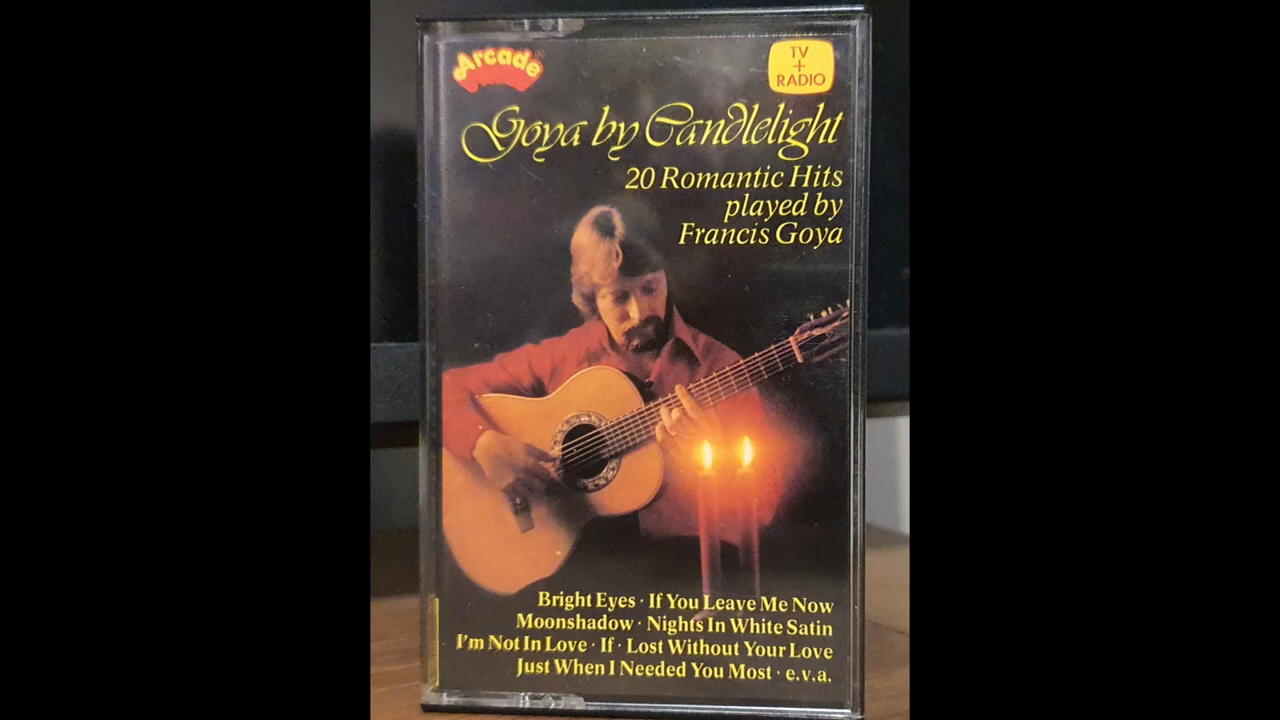 Arcade
TV
+
RADIO
Goya by Candlelight
20 Romantic Hits
played by
Francis Goya
Bright Eyes · If You Leave Me Now
Moonshadow · Nights In White Satin
I'm Not In Love · If · Lost Without Your Love
Just When I Needed You Most · e.v.a.